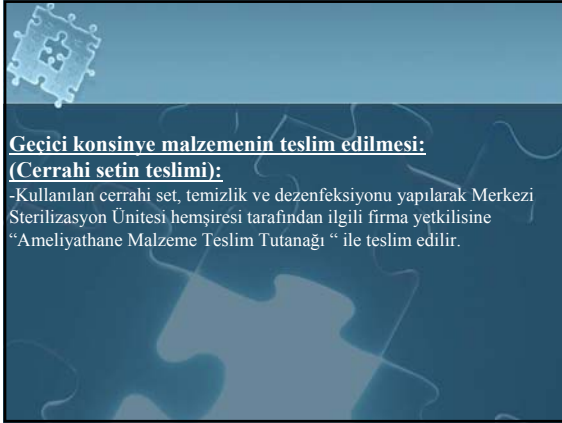 Geçici konsinye malzemenin teslim edilmesi:
(Cerrahi setin teslimi):
-Kullanılan cerrahi set, temizlik ve dezenfeksiyonu yapılarak Merkezi
Sterilizasyon Ünitesi hemşiresi tarafından ilgili firma yetkilisine
“Ameliyathane Malzeme Teslim Tutanağı “ ile teslim edilir.